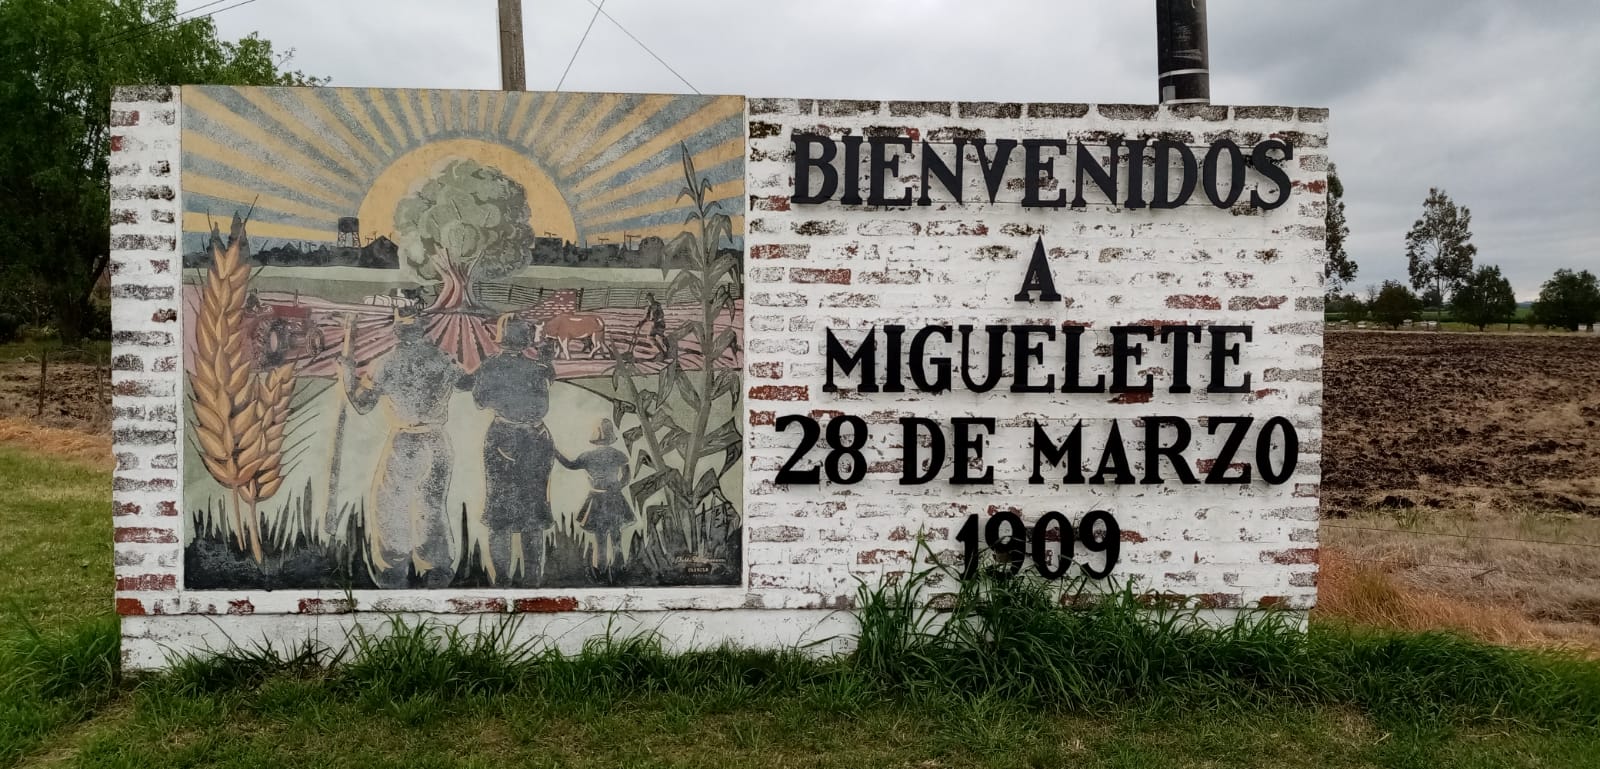 BIENVENIDOS
A
MIGUELETE
28 DE MARZO
1909